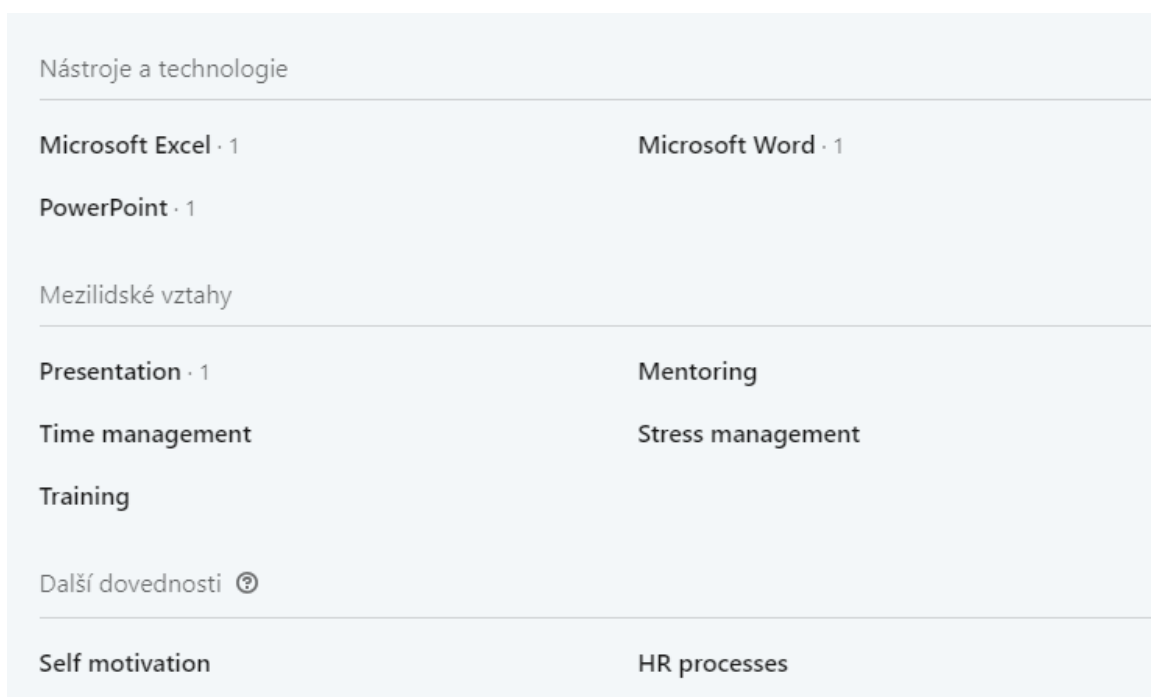 Nástroje a technologie
Microsoft Excel · 1
Microsoft Word · 1
PowerPoint · 1
Mezilidské vztahy
Presentation · 1
Mentoring
Time management
Stress management
Training
Další dovednosti ?
Self motivation
HR processes